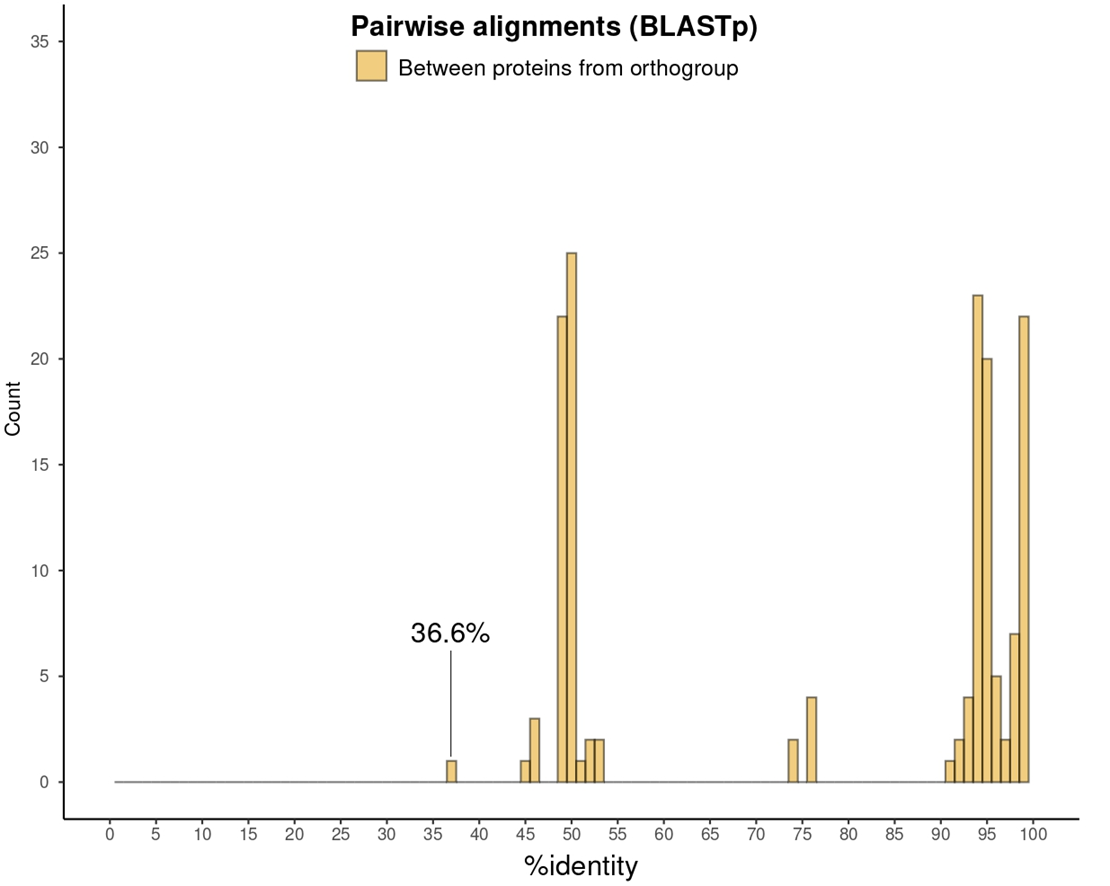 Pairwise alignments (BLASTp)
Between proteins from orthogroup
35
30
25
20
15
10
5
0
Count
36.6%
0 5 10 15 20 25 30 35 40 45 50 55 60 65 70 75 80 85 90 95 100
%identity